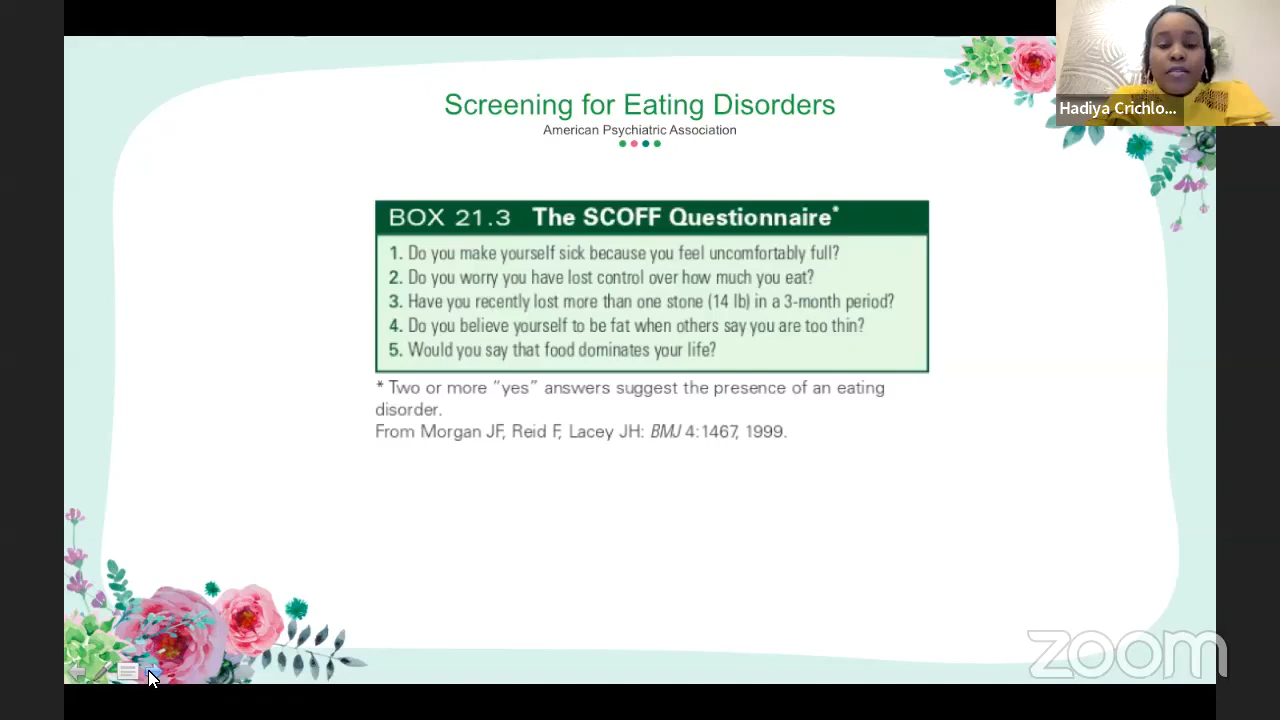 Screening for Eating Disorders
American Psychiatric Association
BOX 21.3 The SCOFF Questionnaire*
1. Do you make yourself sick because you feel uncomfortably full?
2. Do you worry you have lost control over how much you eat?
3. Have you recently lost more than one stone (14 lb) in a 3-month period?
4. Do you believe yourself to be fat when others say you are too thin?
5. Would you say that food dominates your life?
* Two or more “yes” answers suggest the presence of an eating
disorder.
From Morgan JF, Reid F, Lacey JH: BMJ 4:1467, 1999.
Hadiya Crichlo...
zoom